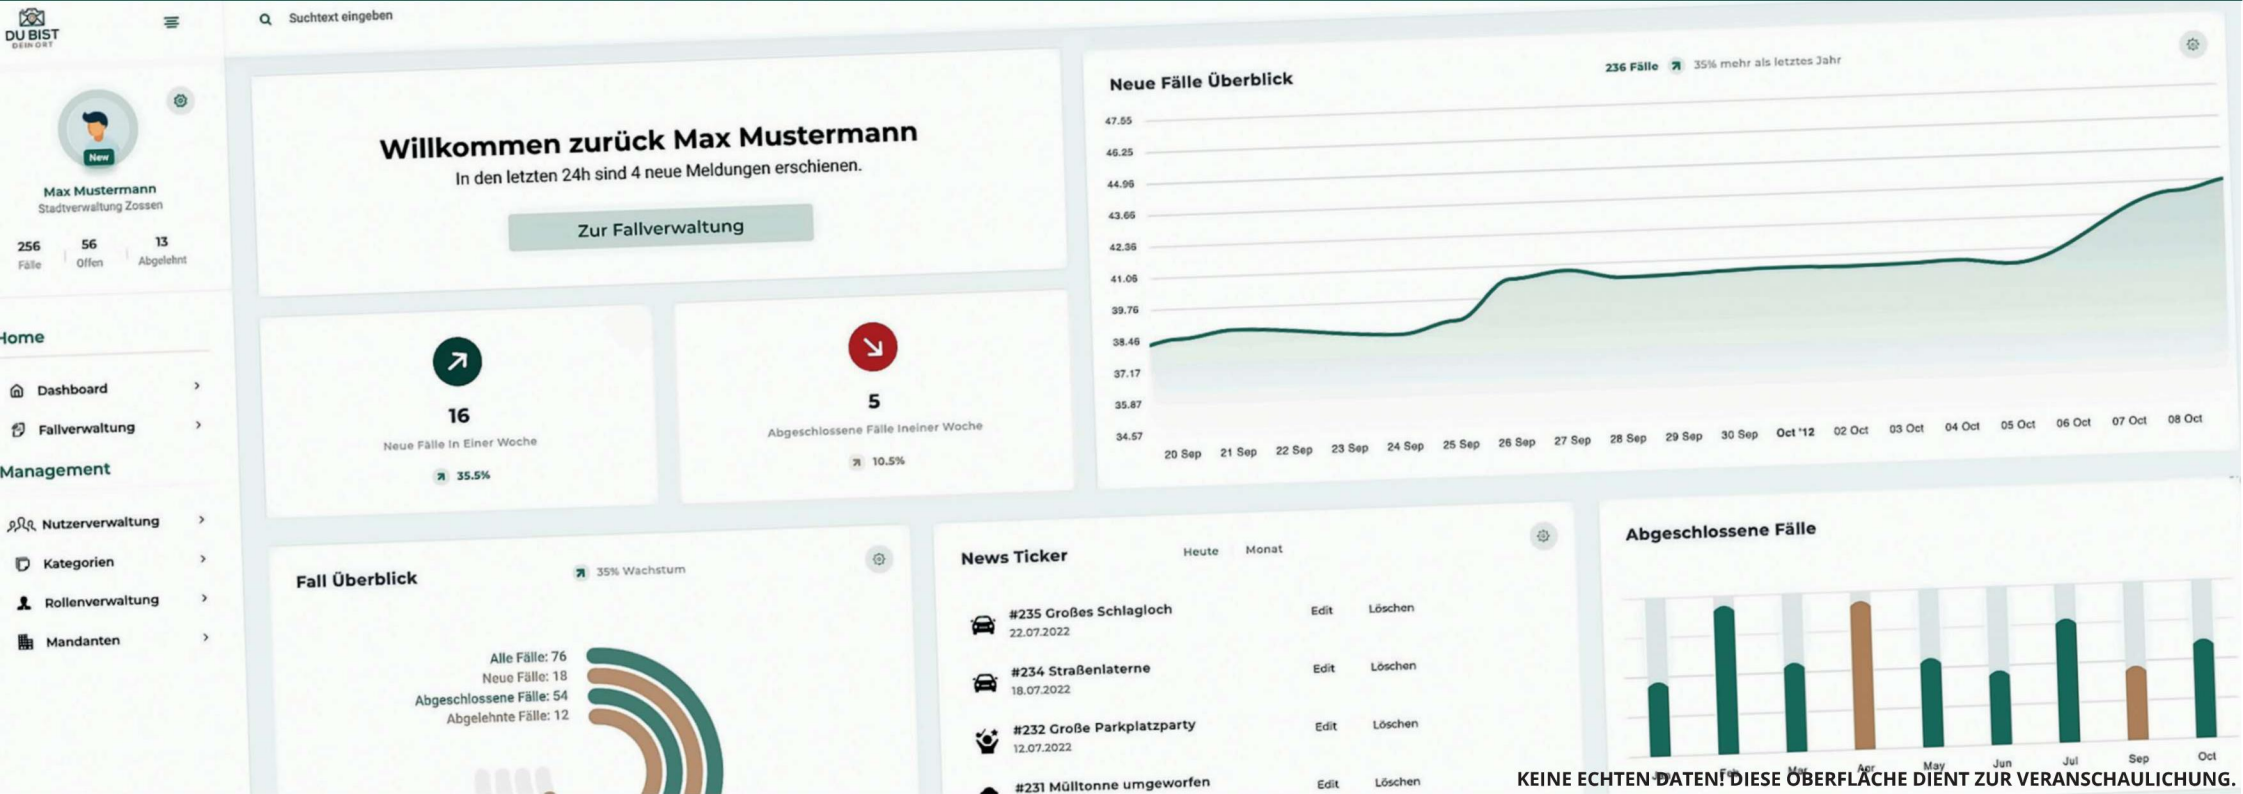 DU BIST
DEIN ORT
Suchtext eingeben
New
Max Mustermann
Stadtverwaltung Zossen
256 56 13
Fälle Offen Abgelehnt
Home
Dashboard
Fallverwaltung
Management
Nutzerverwaltung
Kategorien
Rollenverwaltung
Mandanten
Willkommen zurück Max Mustermann
In den letzten 24h sind 4 neue Meldungen erschienen.
Zur Fallverwaltung
16
Neue Fälle In Einer Woche
35.5%
5
Abgeschlossene Fälle Ineiner Woche
10.5%
Neue Fälle Überblick
236 Fälle 35% mehr als letztes Jahr
47.55
46.25
44.96
43.66
42.36
41.06
39.76
38.46
37.17
35.87
34.57
20 Sep 21 Sep 22 Sep 23 Sep 24 Sep 25 Sep 26 Sep 27 Sep 28 Sep 29 Sep 30 Sep Oct '12 02 Oct 03 Oct 04 Oct 05 Oct 06 Oct 07 Oct 08 Oct
Fall Überblick
35% Wachstum
Alle Fälle: 76
Neue Fälle: 18
Abgeschlossene Fälle: 54
Abgelehnte Fälle: 12
News Ticker
Heute Monat
#235 Großes Schlagloch Edit Löschen
22.07.2022
#234 Straßenlaterne Edit Löschen
18.07.2022
#232 Große Parkplatzparty Edit Löschen
12.07.2022
#231 Mülltonne umgeworfen Edit Löschen
Abgeschlossene Fälle
Jan Feb Mar Apr May Jun Jul Sep Oct
KEINE ECHTEN DATEN! DIESE OBERFLÄCHE DIENT ZUR VERANSCHAULICHUNG.